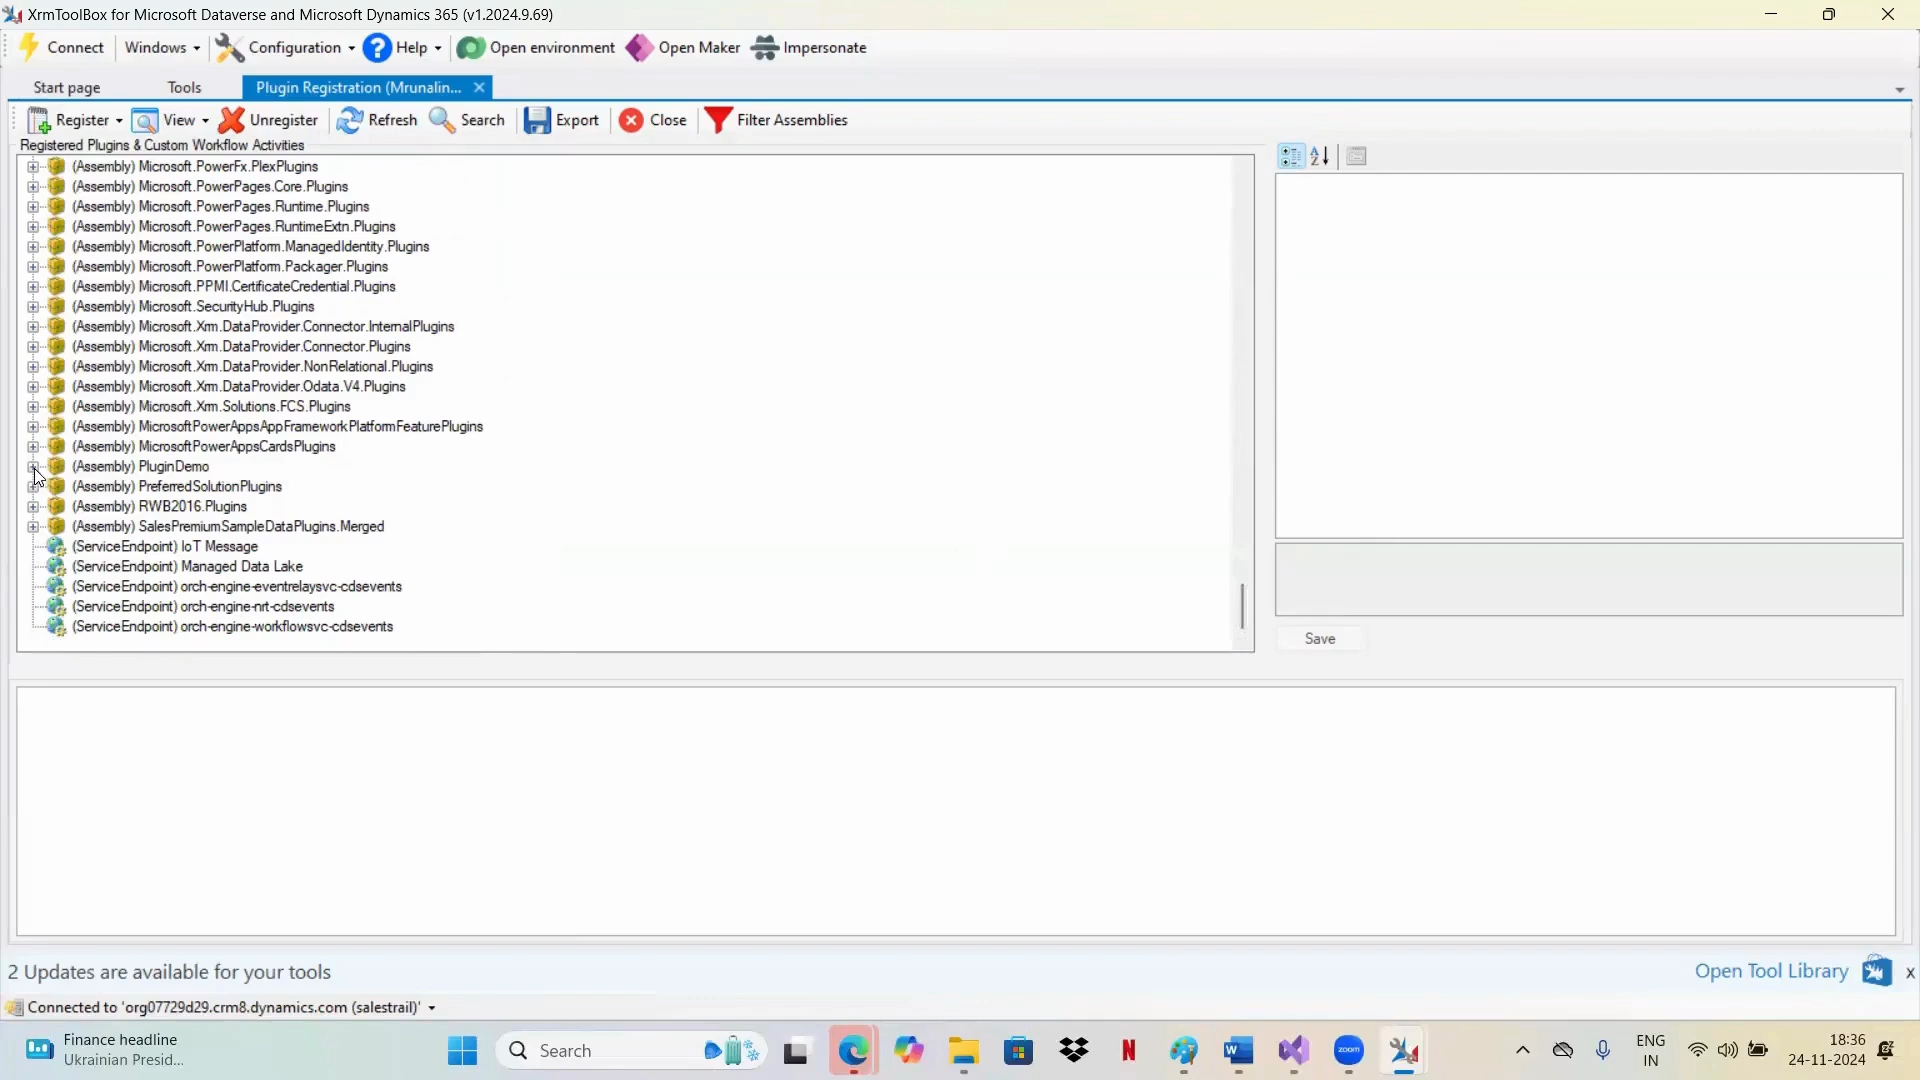 XrmToolBox for Microsoft Dataverse and Microsoft Dynamics 365 (v1.2024.9.69)
Connect Windows Configuration Help Open environment Open Maker Impersonate
Start page Tools Plugin Registration (Mrunalin...
Register View Unregister Refresh Search Export Close Filter Assemblies
Registered Plugins & Custom Workflow Activities
(Assembly) Microsoft.PowerFx.PlexPlugins
(Assembly) Microsoft.PowerPages.Core.Plugins
(Assembly) Microsoft.PowerPages.Runtime.Plugins
(Assembly) Microsoft.PowerPages.RuntimeExtn.Plugins
(Assembly) Microsoft.PowerPlatform.ManagedIdentity.Plugins
(Assembly) Microsoft.PowerPlatform.Packager.Plugins
(Assembly) Microsoft.PPMI.CertificateCredential.Plugins
(Assembly) Microsoft.SecurityHub.Plugins
(Assembly) Microsoft.Xrm.DataProvider.Connector.InternalPlugins
(Assembly) Microsoft.Xrm.DataProvider.Connector.Plugins
(Assembly) Microsoft.Xrm.DataProvider.NonRelational.Plugins
(Assembly) Microsoft.Xrm.DataProvider.Odata.V4.Plugins
(Assembly) Microsoft.Xrm.Solutions.FCS.Plugins
(Assembly) MicrosoftPowerAppsAppFrameworkPlatformFeaturePlugins
(Assembly) MicrosoftPowerAppsCardsPlugins
(Assembly) PluginDemo
(Assembly) PreferredSolutionPlugins
(Assembly) RWB2016.Plugins
(Assembly) SalesPremiumSampleDataPlugins.Merged
(ServiceEndpoint) IoT Message
(ServiceEndpoint) Managed Data Lake
(ServiceEndpoint) orch-engine-eventrelaysvc-cdsevents
(ServiceEndpoint) orch-engine-nrt-cdsevents
(ServiceEndpoint) orch-engine-workflowsvc-cdsevents
Save
2 Updates are available for your tools
Open Tool Library x
Connected to 'org07729d29.crm8.dynamics.com (salestrail)'
Finance headline
Ukrainian Presid...
Search
zoom
ENG
IN
18:36
24-11-2024